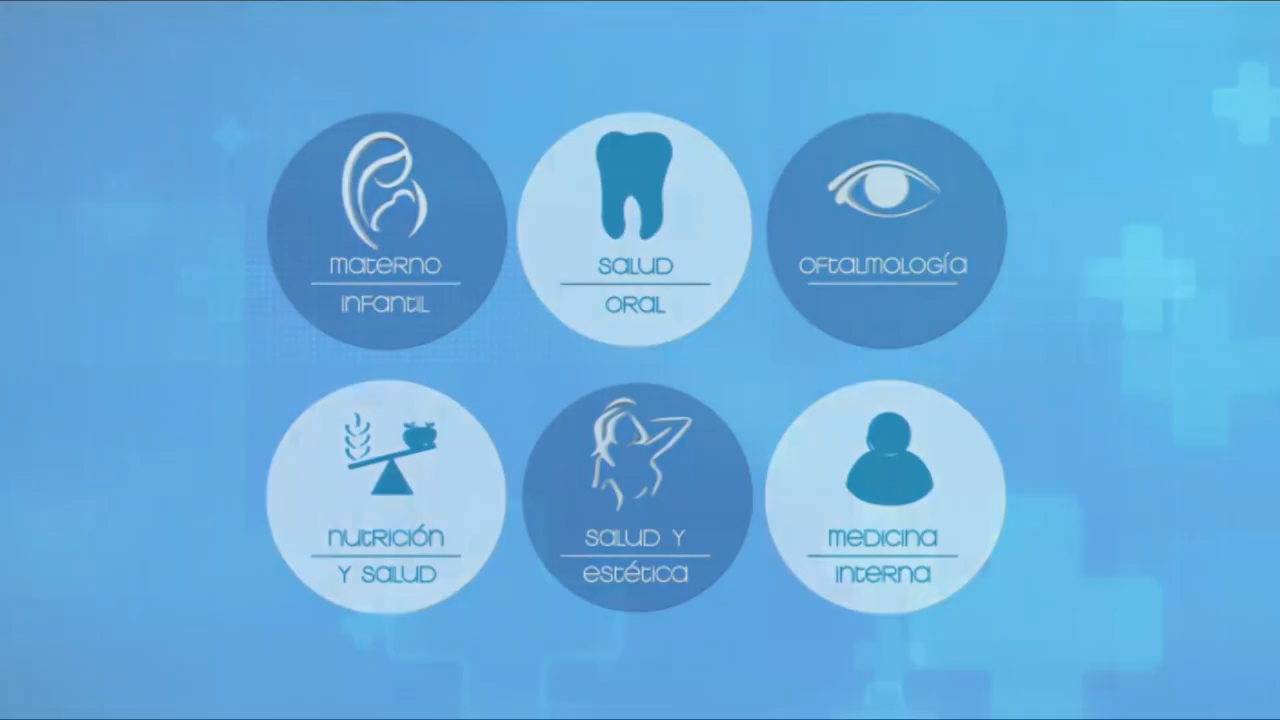 MATERNO
INFANTIL
SALUD
ORAL
OFTALMOLOGÍA
NUTRICIÓN
Y SALUD
SALUD Y
ESTÉTICA
MEDICINA
INTERNA